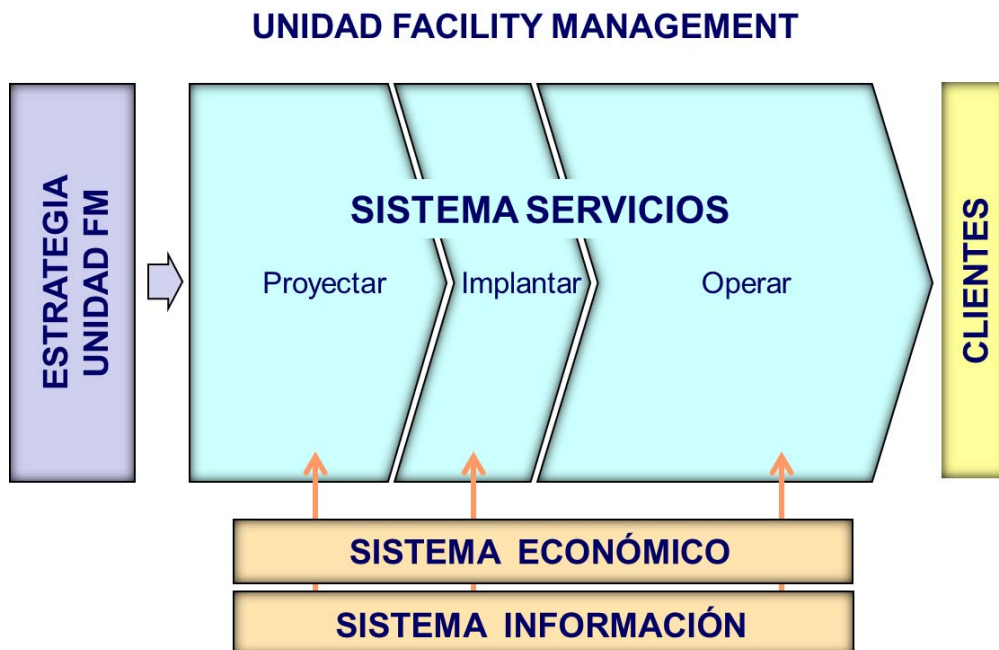 UNIDAD FACILITY MANAGEMENT
ESTRATEGIA
UNIDAD FM
SISTEMA SERVICIOS
Proyectar
Implantar
Operar
CLIENTES
SISTEMA ECONÓMICO
SISTEMA INFORMACIÓN